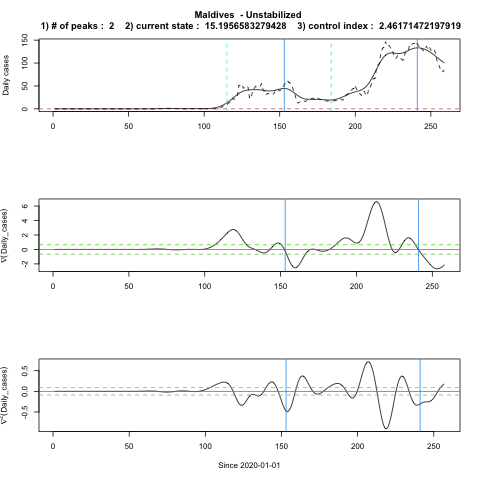 Maldives - Unstabilized
1) # of peaks : 2 2) current state : 15.1956583279428 3) control index : 2.46171472197919
Daily cases
150
100
50
0
0 50 100 150 200 250
∇(Daily_cases)
6
4
2
0
-2
0 50 100 150 200 250
∇²(Daily_cases)
0.5
0.0
-0.5
0 50 100 150 200 250
Since 2020-01-01